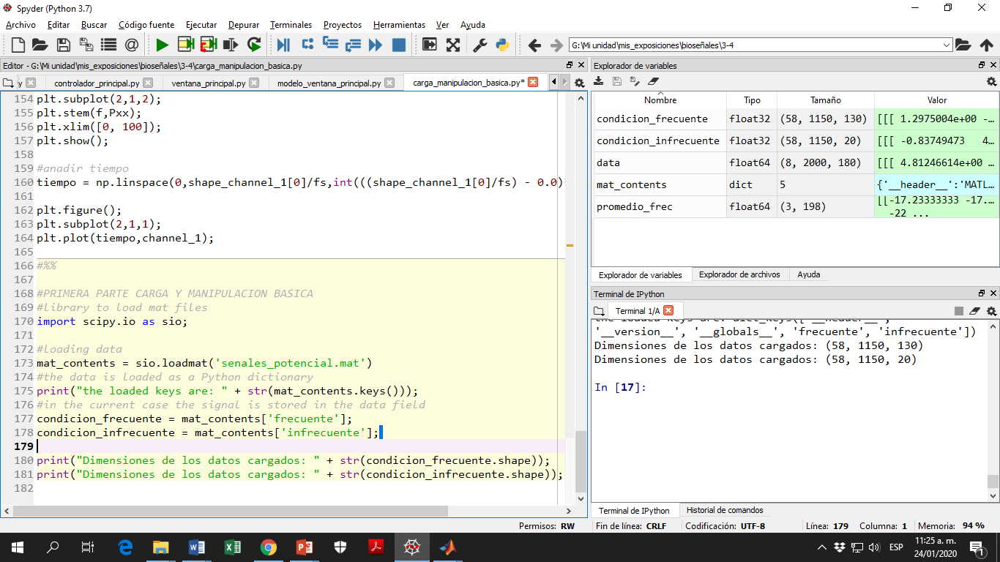 Spyder (Python 3.7)
Archivo Editar Buscar Código fuente Ejecutar Depurar Terminales Proyectos Herramientas Ver Ayuda
G:\Mi unidad\mis_exposiciones\bioseñales\3-4
Editor - G:\Mi unidad\mis_exposiciones\bioseñales\3-4\carga_manipulacion_basica.py
y controlador_principal.py ventana_principal.py modelo_ventana_principal.py carga_manipulacion_basica.py*
154 plt.subplot(2,1,2);
155 plt.stem(f,Pxx);
156 plt.xlim([0, 100]);
157 plt.show();
158
159 #anadir tiempo
160 tiempo = np.linspace(0,shape_channel_1[0]/fs,int(((shape_channel_1[0]/fs) - 0.0)
161
162 plt.figure();
163 plt.subplot(2,1,1);
164 plt.plot(tiempo,channel_1);
165
166 #%%
167
168 #PRIMERA PARTE CARGA Y MANIPULACION BASICA
169 #library to load mat files
170 import scipy.io as sio;
171
172 #loading data
173 mat_contents = sio.loadmat('senales_potencial.mat')
174 #the data is loaded as a Python dictionary
175 print("the loaded keys are: " + str(mat_contents.keys()));
176 #in the current case the signal is stored in the data field
177 condicion_frecuente = mat_contents['frecuente'];
178 condicion_infrecuente = mat_contents['infrecuente'];
179
180 print("Dimensiones de los datos cargados: " + str(condicion_frecuente.shape));
181 print("Dimensiones de los datos cargados: " + str(condicion_infrecuente.shape));
182
Permisos: RW
Explorador de variables
Nombre Tipo Tamaño Valor
condicion_frecuente float32 (58, 1150, 130) [[[ 1.2975004e+00 -…
condicion_infrecuente float32 (58, 1150, 20) [[[ -0.83749473 4…
data float64 (8, 2000, 180) [[[ 4.81246614e+00 …
mat_contents dict 5 {'__header__':'MATL…
promedio_frec float64 (3, 198) [[-17.23333333 -17.…
-22 ...
Explorador de variables Explorador de archivos Ayuda
Terminal de IPython
Terminal 1/A
the loaded keys are: dict_keys(['__header__',
'__version__', '__globals__', 'frecuente', 'infrecuente'])
Dimensiones de los datos cargados: (58, 1150, 130)
Dimensiones de los datos cargados: (58, 1150, 20)
In [17]:
Terminal de IPython Historial de comandos
Fin de línea: CRLF Codificación: UTF-8 Línea: 179 Columna: 1 Memoria: 94 %
ESP
11:25 a. m.
24/01/2020
1